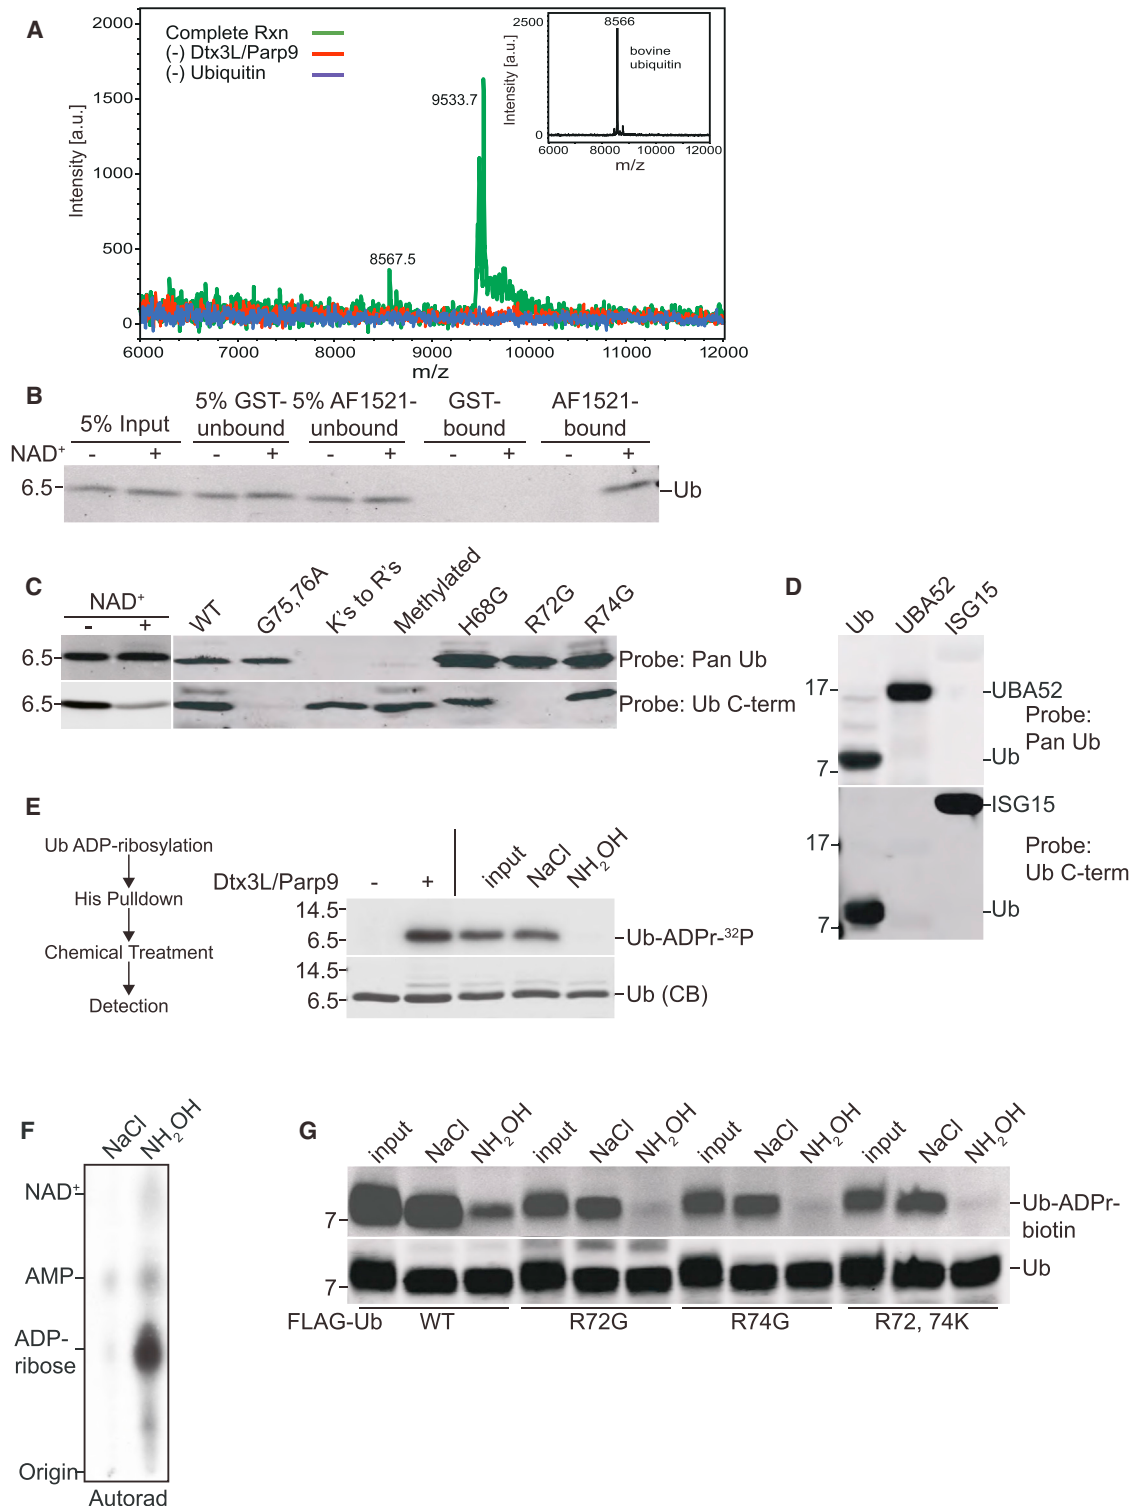 A
2000
1500
1000
500
0
Intensity [a.u.]
Complete Rxn
(-) Dtx3L/Parp9
(-) Ubiquitin
9533.7
8567.5
6000 7000 8000 9000 10000 11000 12000
m/z
2500
0
Intensity [a.u.]
8566
bovine
ubiquitin
6000 8000 10000 12000
m/z
B
5% Input
5% GST-
unbound
5% AF1521-
unbound
GST-
bound
AF1521-
bound
NAD+ - + - + - + - + - +
6.5
Ub
C
NAD+
- +
WT
G75,76A
K's to R's
Methylated
H68G
R72G
R74G
6.5
Probe: Pan Ub
6.5
Probe: Ub C-term
D
Ub
UBA52
ISG15
17
7
UBA52
Probe:
Pan Ub
Ub
ISG15
17
Probe:
Ub C-term
7
Ub
E
Ub ADP-ribosylation
His Pulldown
Chemical Treatment
Detection
Dtx3L/Parp9 - +
input
NaCl
NH2OH
14.5
6.5
Ub-ADPr-32P
14.5
6.5
Ub (CB)
F
NaCl
NH2OH
NAD+
AMP
ADP-
ribose
Origin
Autorad
G
input NaCl NH2OH input NaCl NH2OH input NaCl NH2OH input NaCl NH2OH
7
Ub-ADPr-
biotin
7
Ub
FLAG-Ub WT R72G R74G R72, 74K